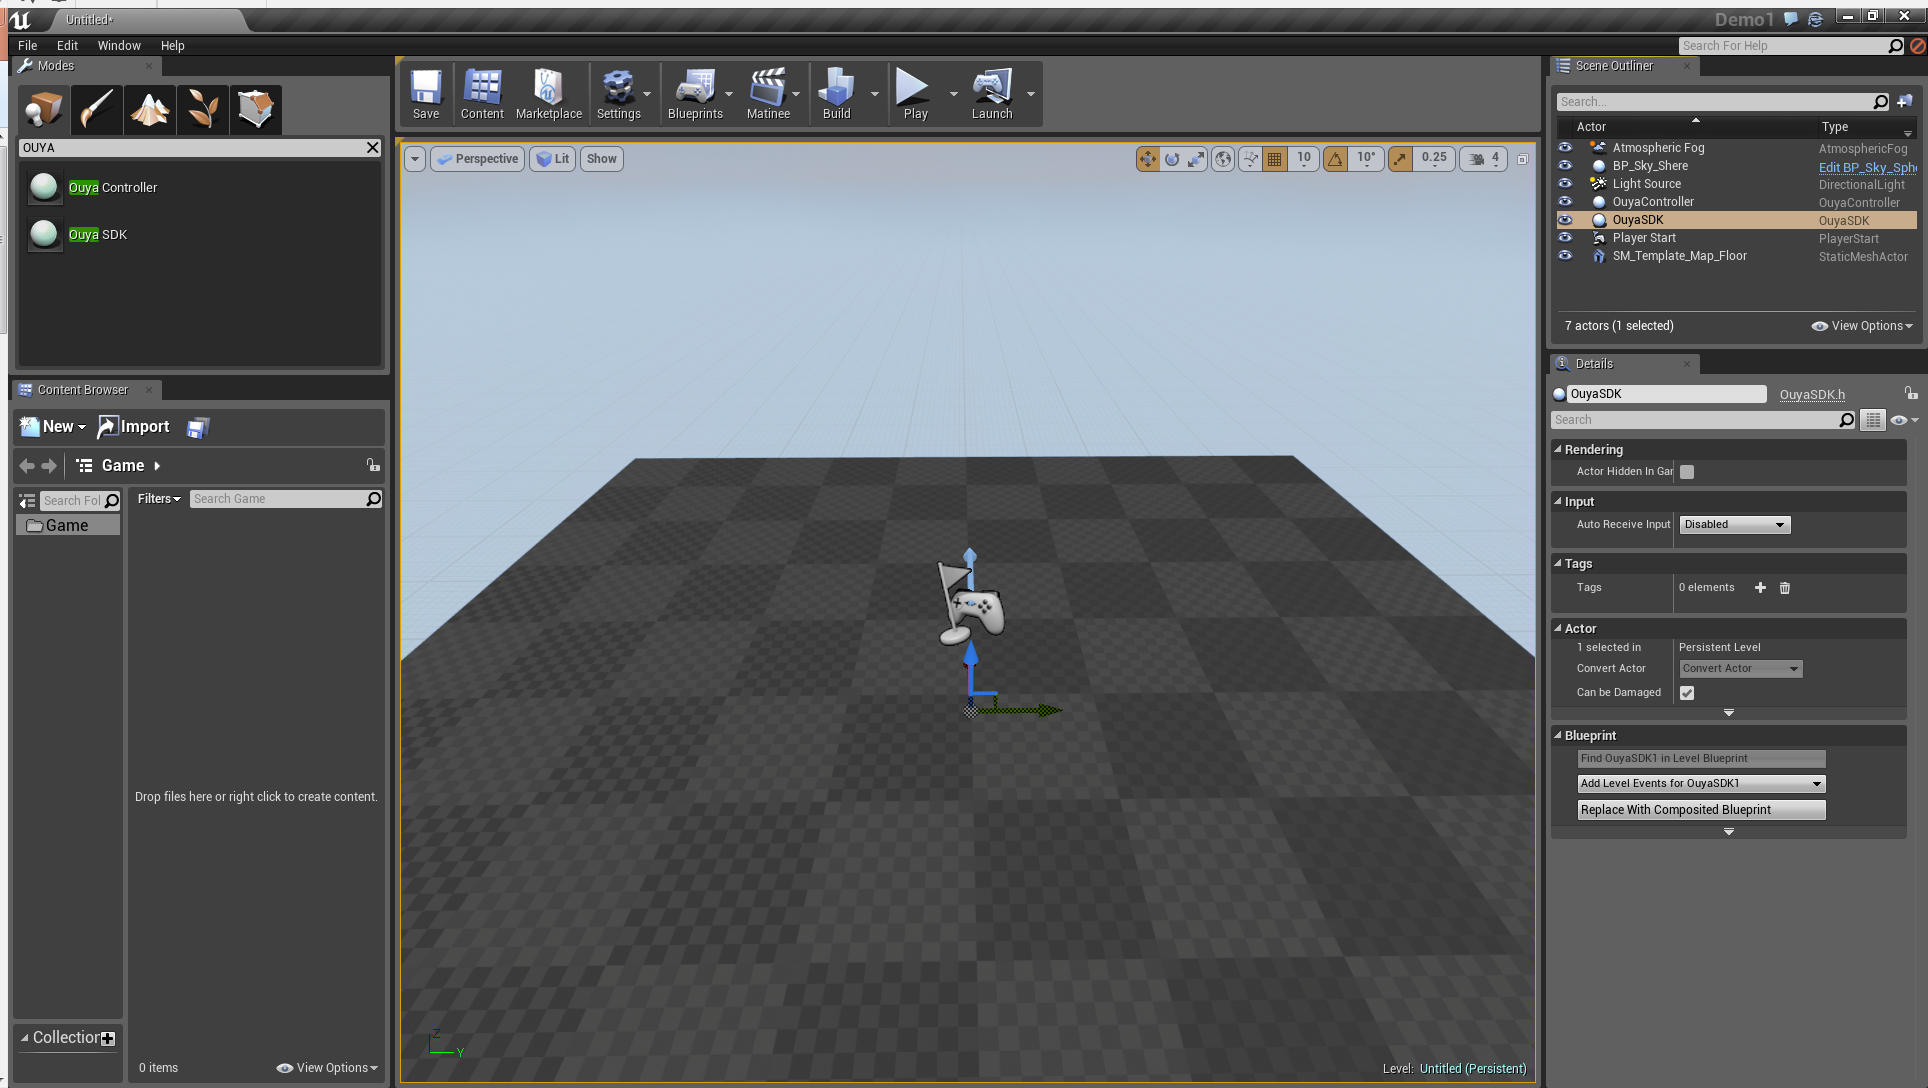 Untitled*
Demo1
File Edit Window Help
Search For Help
Modes
OUYA
Ouya Controller
Ouya SDK
Content Browser
New
Import
Game
Search Fol
Filters
Search Game
Game
Drop files here or right click to create content.
Collection
0 items
View Options
Save
Content
Marketplace
Settings
Blueprints
Matinee
Build
Play
Launch
Perspective
Lit
Show
10
10°
0.25
4
Z
Y
Level: Untitled (Persistent)
Scene Outliner
Search...
Actor Type
Atmospheric Fog AtmosphericFog
BP_Sky_Shere Edit BP_Sky_Sph
Light Source DirectionalLight
OuyaController OuyaController
OuyaSDK OuyaSDK
Player Start PlayerStart
SM_Template_Map_Floor StaticMeshActor
7 actors (1 selected)
View Options
Details
OuyaSDK
OuyaSDK.h
Search
Rendering
Actor Hidden In Gar
Input
Auto Receive Input Disabled
Tags
Tags 0 elements
Actor
1 selected in Persistent Level
Convert Actor Convert Actor
Can be Damaged
Blueprint
Find OuyaSDK1 in Level Blueprint
Add Level Events for OuyaSDK1
Replace With Composited Blueprint